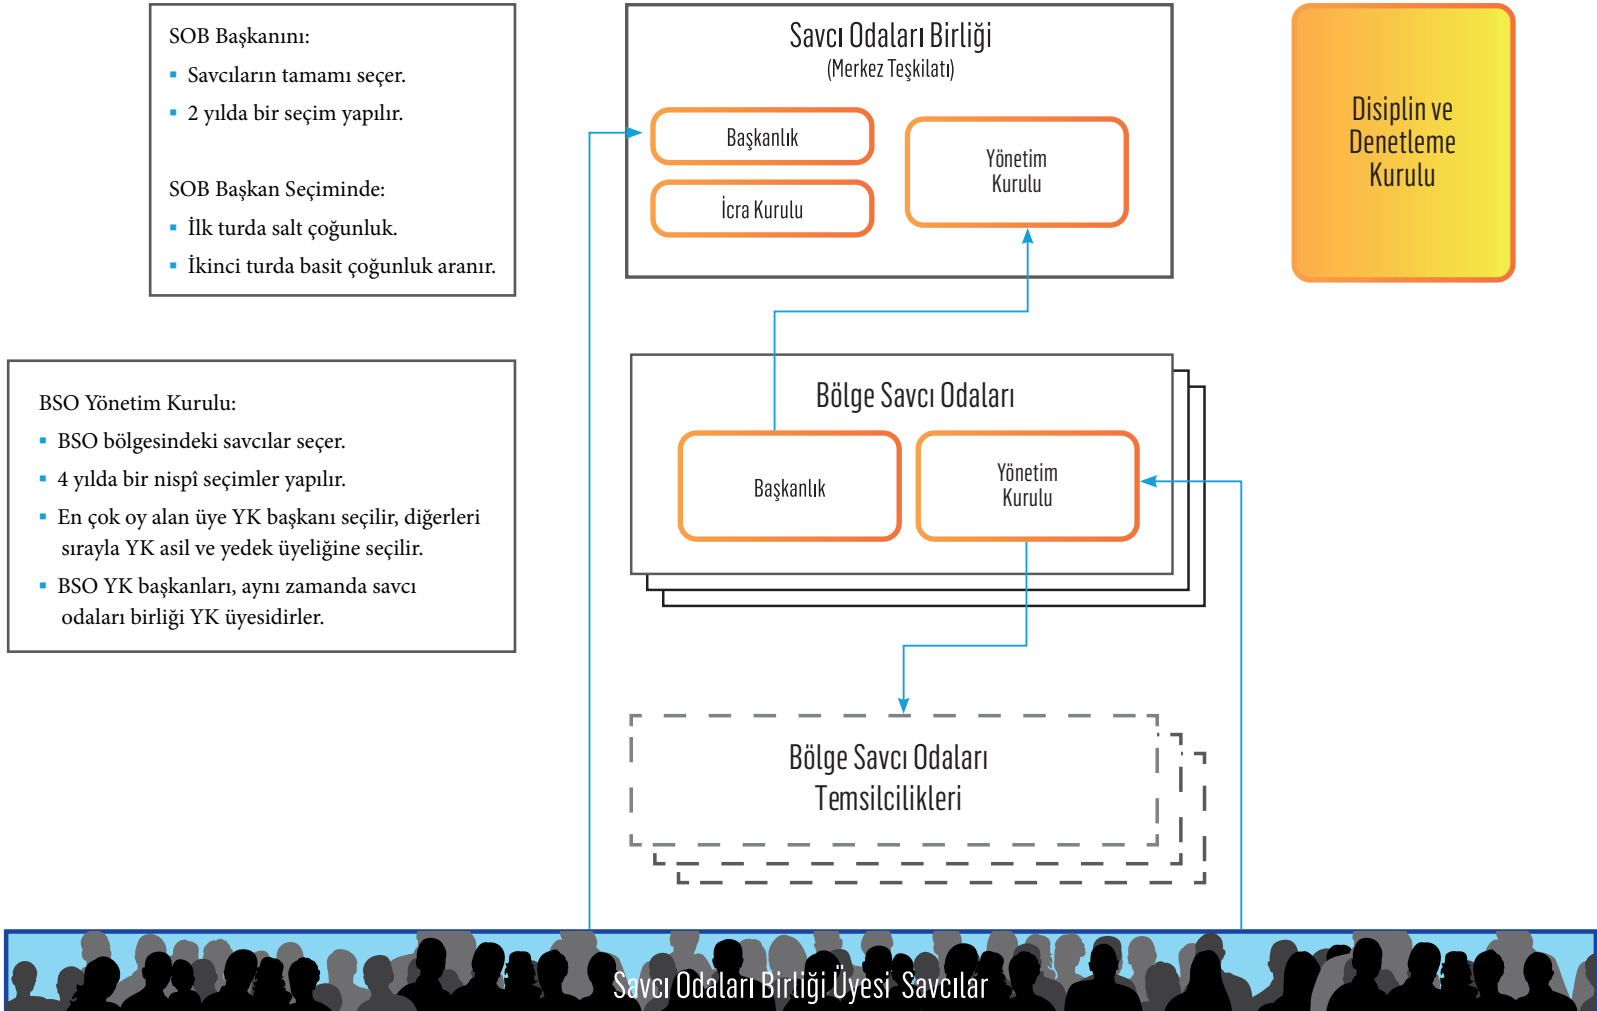 SOB Başkanını:
▪ Savcıların tamamı seçer.
▪ 2 yılda bir seçim yapılır.
SOB Başkan Seçiminde:
▪ İlk turda salt çoğunluk.
▪ İkinci turda basit çoğunluk aranır.
Savcı Odaları Birliği
(Merkez Teşkilatı)
Başkanlık
İcra Kurulu
Yönetim
Kurulu
Disiplin ve
Denetleme
Kurulu
BSO Yönetim Kurulu:
▪ BSO bölgesindeki savcılar seçer.
▪ 4 yılda bir nispî seçimler yapılır.
▪ En çok oy alan üye YK başkanı seçilir, diğerleri
sırayla YK asil ve yedek üyeliğine seçilir.
▪ BSO YK başkanları, aynı zamanda savcı
odaları birliği YK üyesidirler.
Bölge Savcı Odaları
Başkanlık
Yönetim
Kurulu
Bölge Savcı Odaları
Temsilcilikleri
Savcı Odaları Birliği Üyesi Savcılar